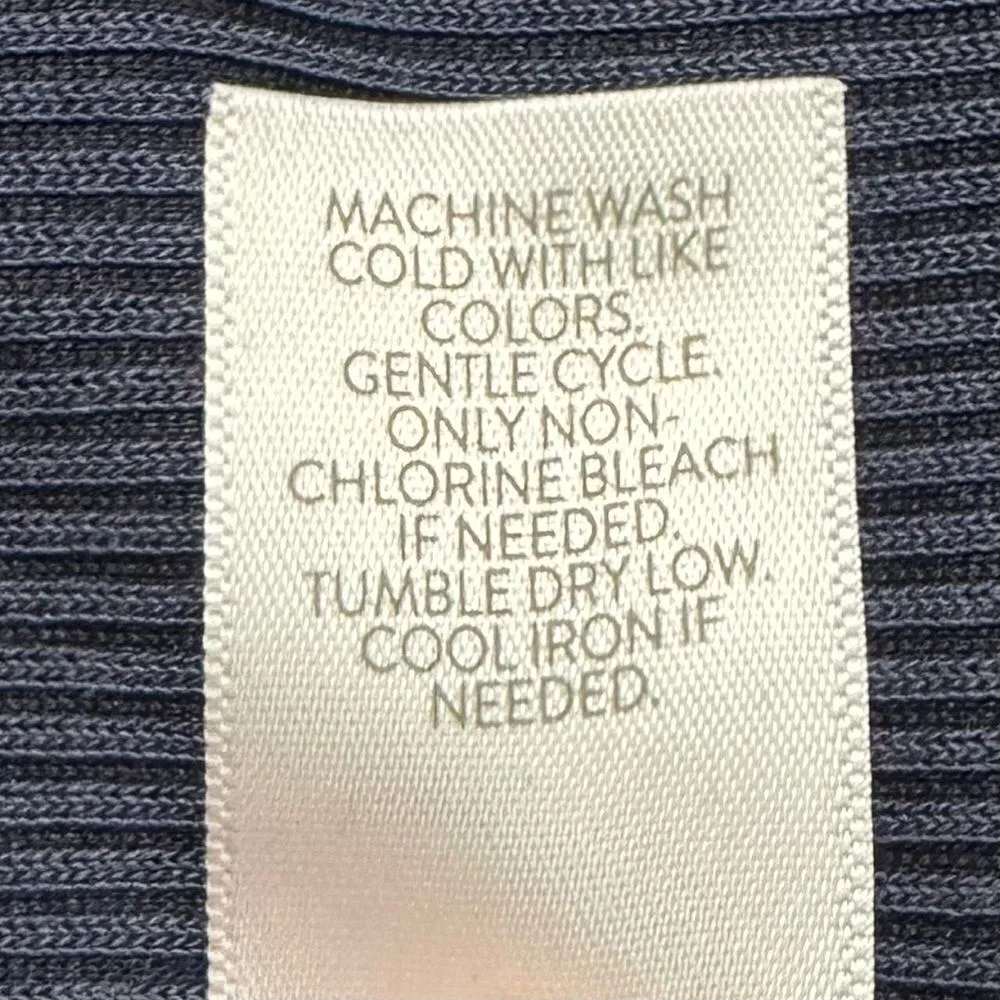 MACHINE WASH
COLD WITH LIKE
COLORS.
GENTLE CYCLE.
ONLY NON-
CHLORINE BLEACH
IF NEEDED.
TUMBLE DRY LOW.
COOL IRON IF
NEEDED.